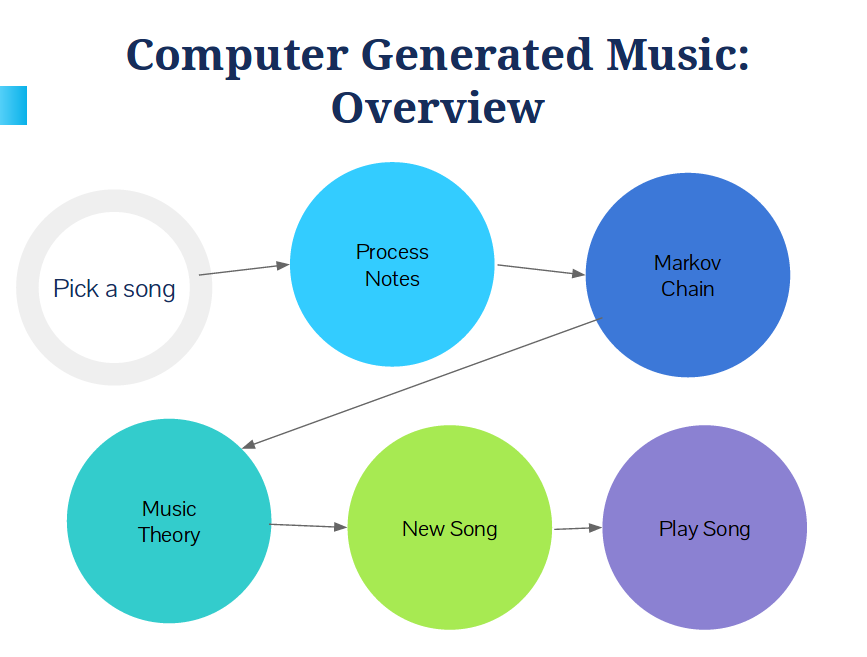 Computer Generated Music:
Overview
Pick a song
Process
Notes
Markov
Chain
Music
Theory
New Song
Play Song